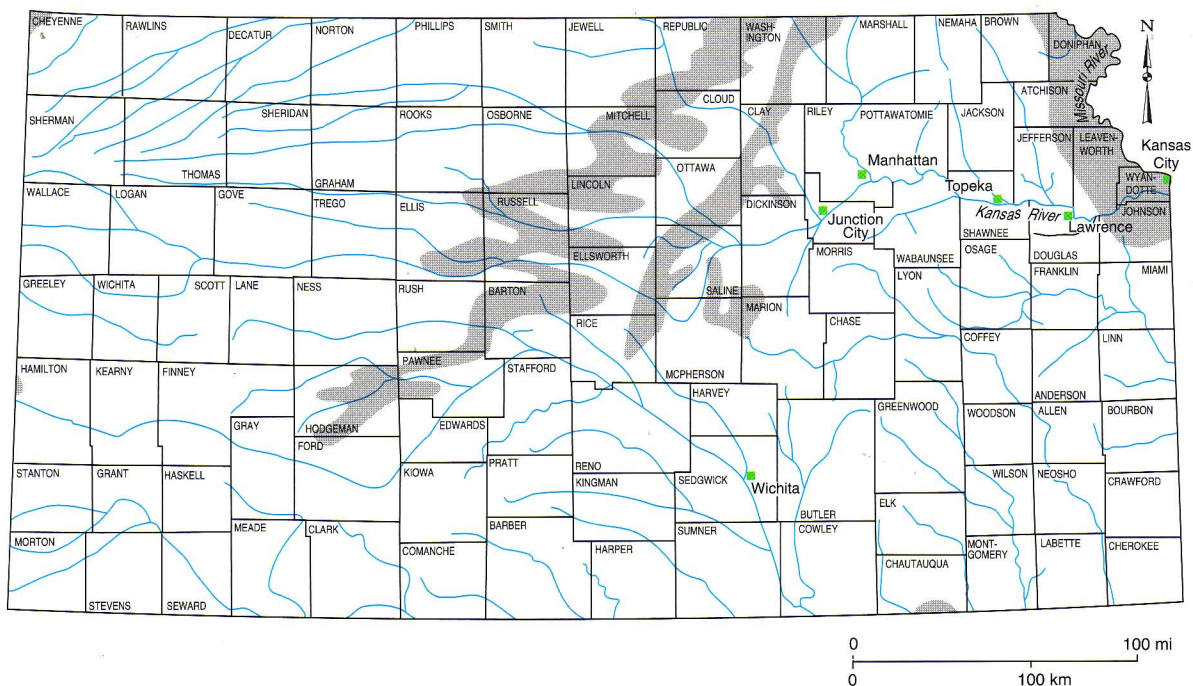 CHEYENNE
RAWLINS
DECATUR
NORTON
PHILLIPS
SMITH
JEWELL
REPUBLIC
WASH-
INGTON
MARSHALL
NEMAHA
BROWN
DONIPHAN
N
SHERMAN
THOMAS
SHERIDAN
GRAHAM
ROOKS
OSBORNE
MITCHELL
CLOUD
CLAY
RILEY
POTTAWATOMIE
JACKSON
ATCHISON
Missouri River
JEFFERSON
LEAVEN-
WORTH
Kansas
City
WYAN-
DOTTE
Manhattan
Topeka
WALLACE
LOGAN
GOVE
TREGO
ELLIS
RUSSELL
LINCOLN
OTTAWA
DICKINSON
Junction
City
Kansas River
Lawrence
JOHNSON
SHAWNEE
DOUGLAS
ELLSWORTH
SALINE
MORRIS
WABAUNSEE
OSAGE
FRANKLIN
MIAMI
GREELEY
WICHITA
SCOTT
LANE
NESS
RUSH
BARTON
RICE
MCPHERSON
MARION
CHASE
LYON
COFFEY
ANDERSON
LINN
HAMILTON
KEARNY
FINNEY
HODGEMAN
PAWNEE
STAFFORD
HARVEY
GRAY
FORD
EDWARDS
RENO
GREENWOOD
WOODSON
ALLEN
BOURBON
STANTON
GRANT
HASKELL
KIOWA
PRATT
KINGMAN
SEDGWICK
Wichita
BUTLER
WILSON
NEOSHO
CRAWFORD
ELK
MORTON
STEVENS
SEWARD
MEADE
CLARK
COMANCHE
BARBER
HARPER
SUMNER
COWLEY
CHAUTAUQUA
MONT-
GOMERY
LABETTE
CHEROKEE
0 100 mi
0 100 km